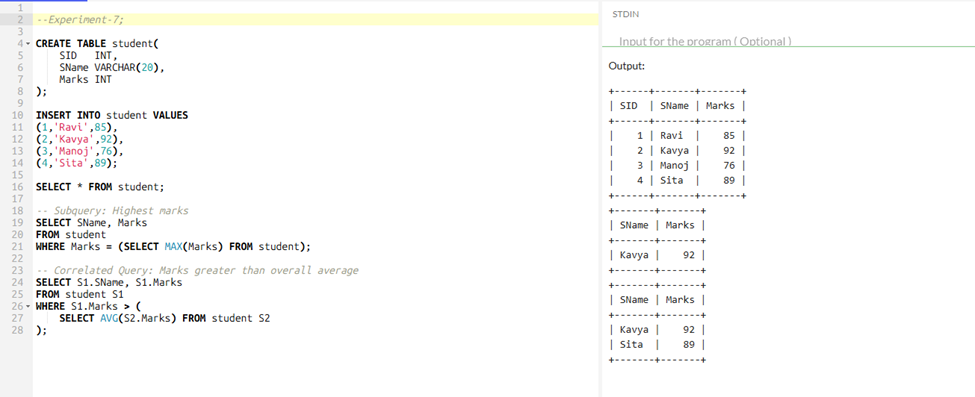 1
2 --Experiment-7;
3
4 CREATE TABLE student(
5     SID   INT,
6     SName VARCHAR(20),
7     Marks INT
8 );
9
10 INSERT INTO student VALUES
11 (1,'Ravi',85),
12 (2,'Kavya',92),
13 (3,'Manoj',76),
14 (4,'Sita',89);
15
16 SELECT * FROM student;
17
18 -- Subquery: Highest marks
19 SELECT SName, Marks
20 FROM student
21 WHERE Marks = (SELECT MAX(Marks) FROM student);
22
23 -- Correlated Query: Marks greater than overall average
24 SELECT S1.SName, S1.Marks
25 FROM student S1
26 WHERE S1.Marks > (
27     SELECT AVG(S2.Marks) FROM student S2
28 );
STDIN
Input for the program ( Optional )
Output:
+------+-------+-------+
| SID  | SName | Marks |
+------+-------+-------+
|    1 | Ravi  |    85 |
|    2 | Kavya |    92 |
|    3 | Manoj |    76 |
|    4 | Sita  |    89 |
+------+-------+-------+
+-------+-------+
| SName | Marks |
+-------+-------+
| Kavya |    92 |
+-------+-------+
+-------+-------+
| SName | Marks |
+-------+-------+
| Kavya |    92 |
| Sita  |    89 |
+-------+-------+